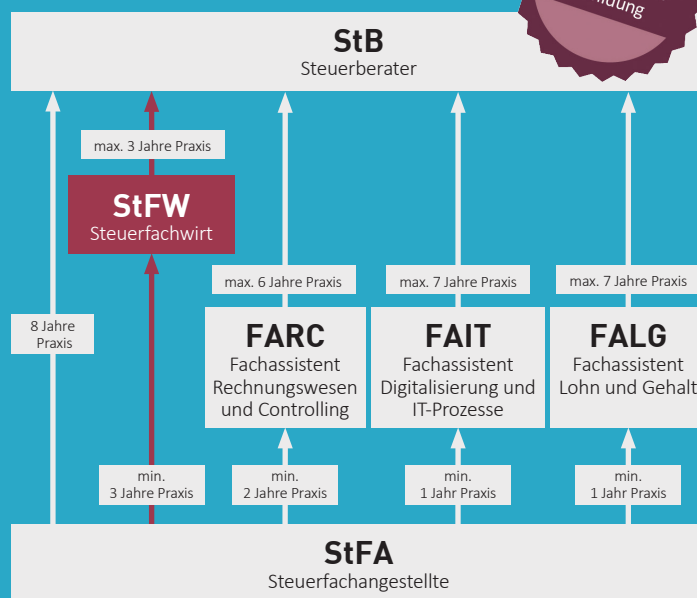 StB
Steuerberater
max. 3 Jahre Praxis
StFW
Steuerfachwirt
max. 6 Jahre Praxis
max. 7 Jahre Praxis
max. 7 Jahre Praxis
8 Jahre
Praxis
FARC
Fachassistent
Rechnungswesen
und Controlling
FAIT
Fachassistent
Digitalisierung und
IT-Prozesse
FALG
Fachassistent
Lohn und Gehalt
min.
3 Jahre Praxis
min.
2 Jahre Praxis
min.
1 Jahr Praxis
min.
1 Jahr Praxis
StFA
Steuerfachangestellte